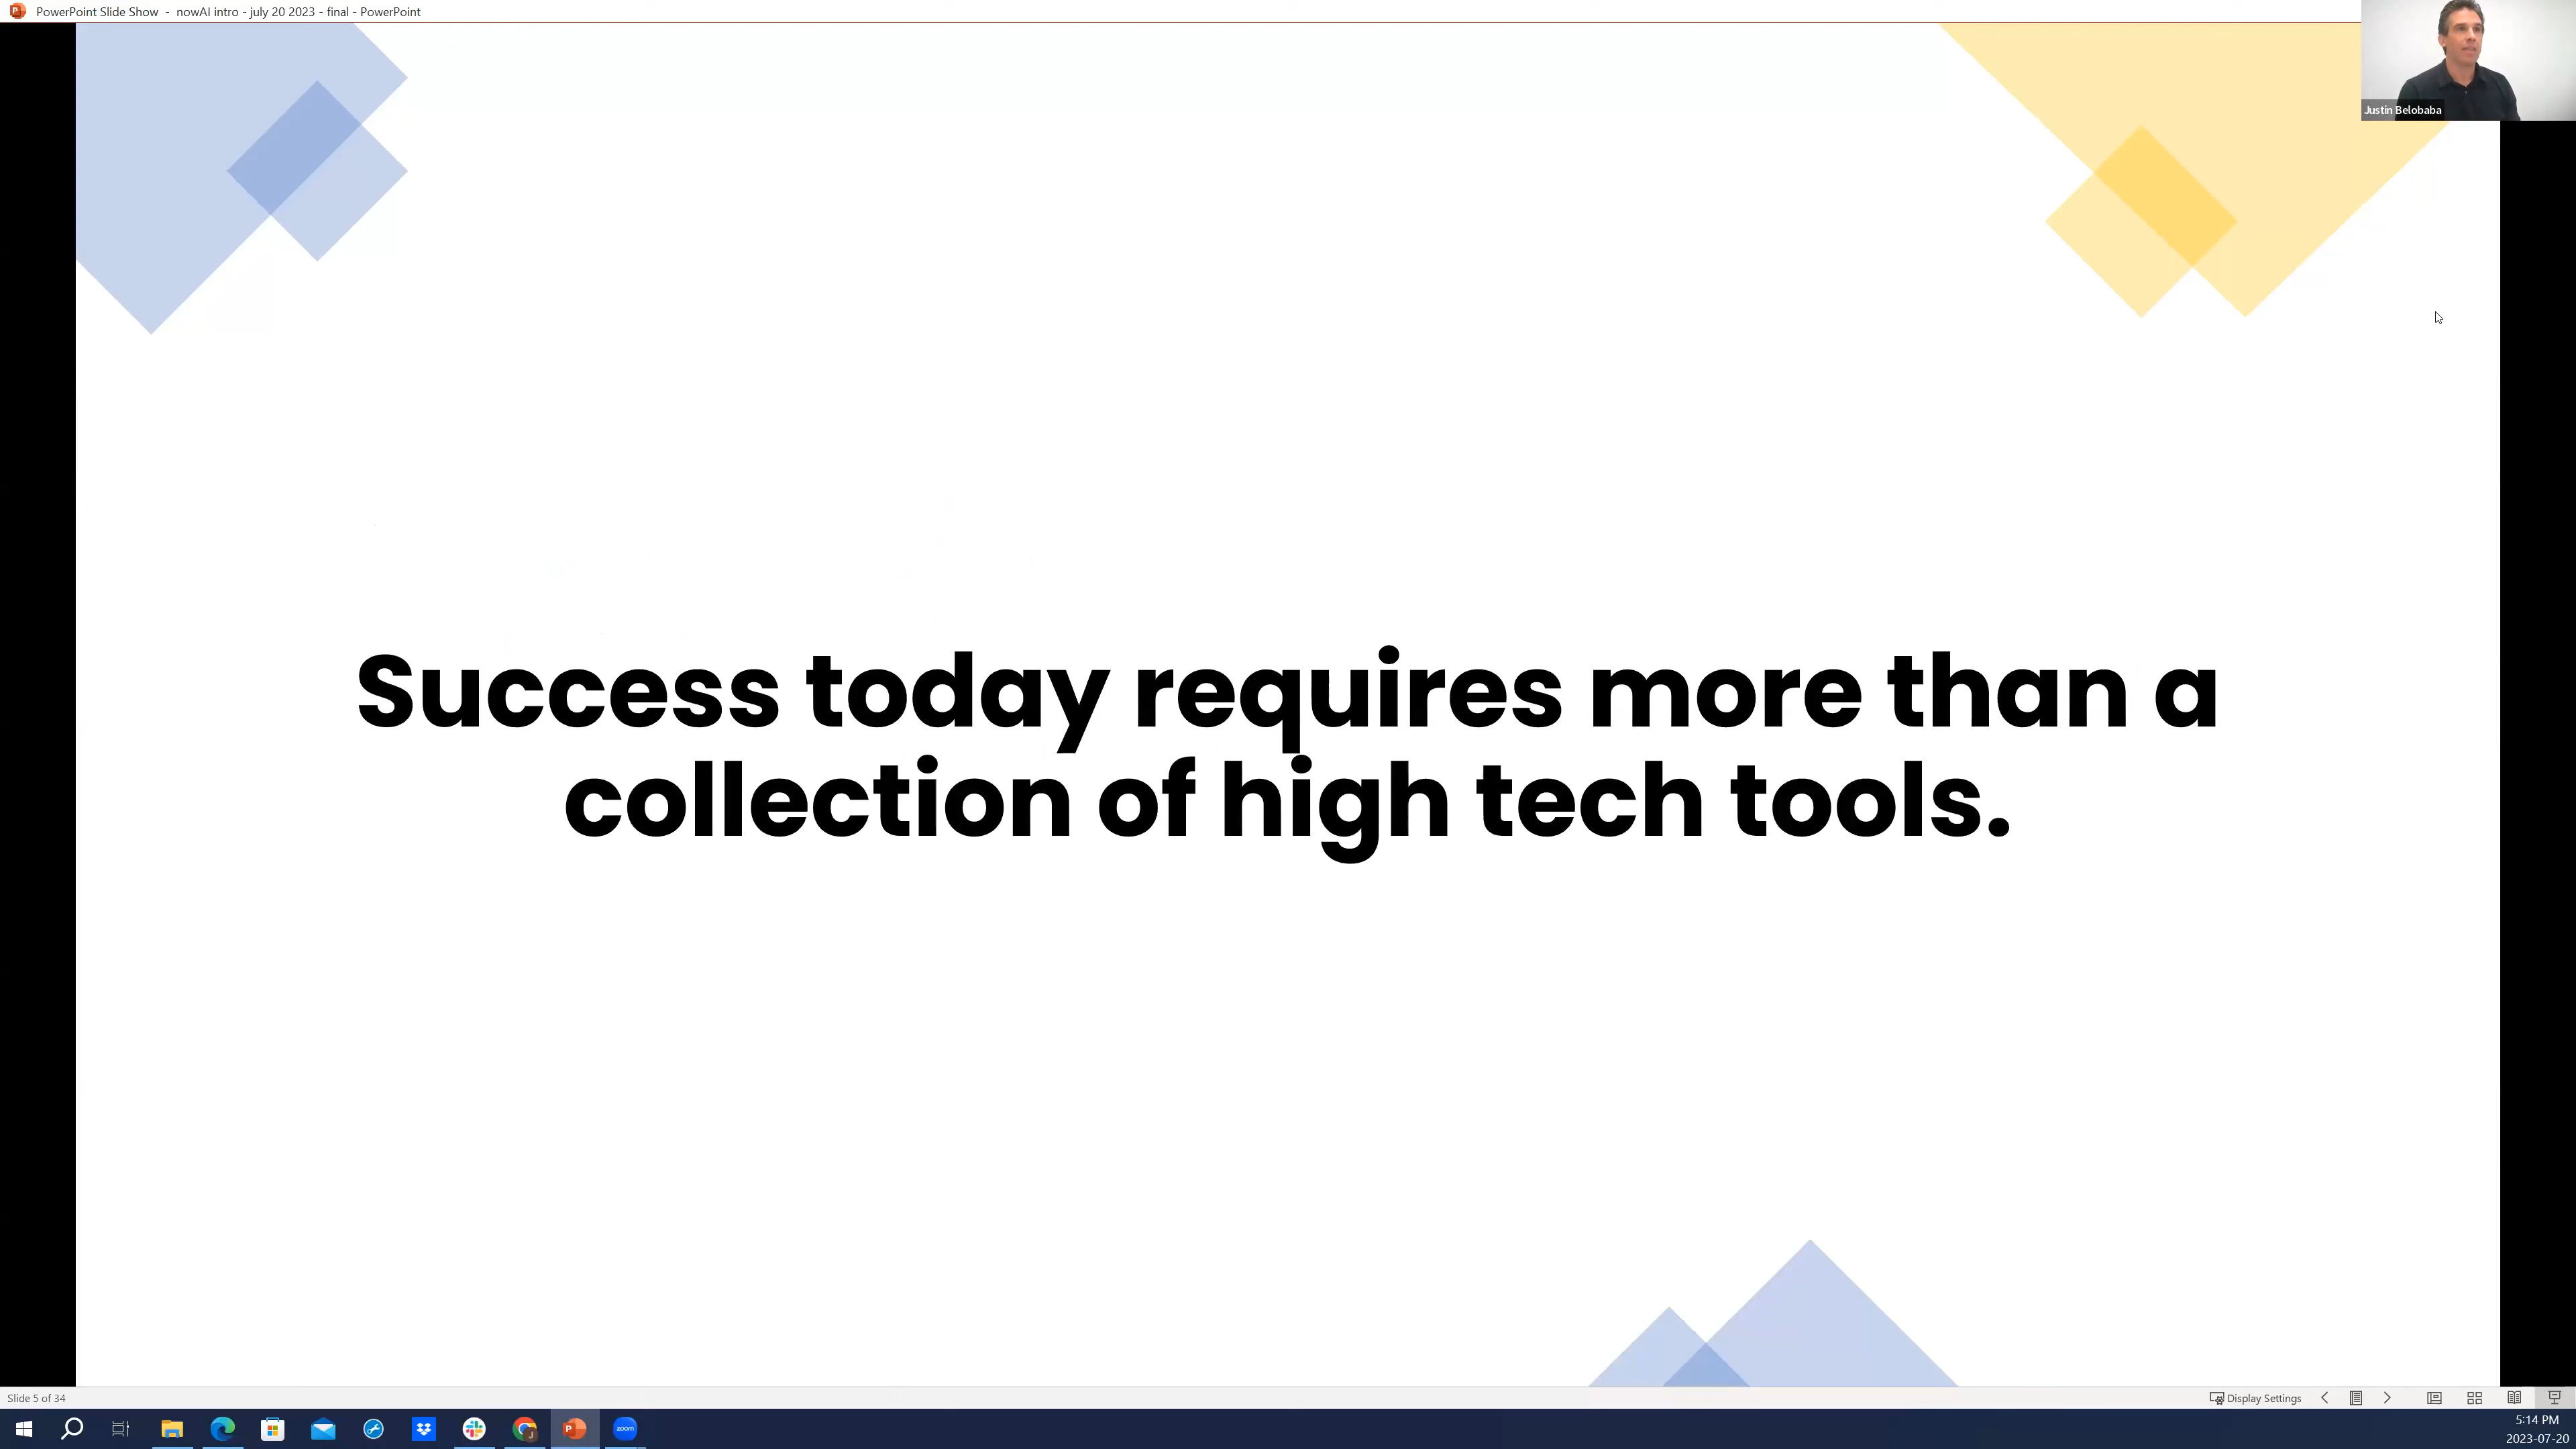 PowerPoint Slide Show - nowAI intro - july 20 2023 - final - PowerPoint
Justin Belobaba
Success today requires more than a
collection of high tech tools.
Slide 5 of 34
Display Settings
zoom
J
P
5:14 PM
2023-07-20